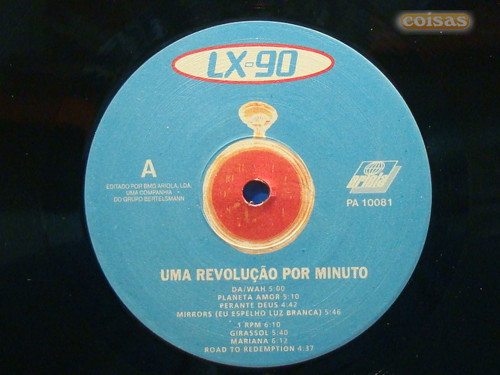 coisas
LX-90
A
EDITADO POR BMG ARIOLA, LDA.
UMA COMPANHIA
DO GRUPO BERTELSMANN
ariola
PA 10081
UMA REVOLUÇÃO POR MINUTO
DA/WAH 5:00
PLANETA AMOR 5:10
PERANTE DEUS 4:42
MIRRORS (EU ESPELHO LUZ BRANCA) 5:46
1 RPM 6:10
GIRASSOL 5:40
MARIANA 6:12
ROAD TO REDEMPTION 4:37